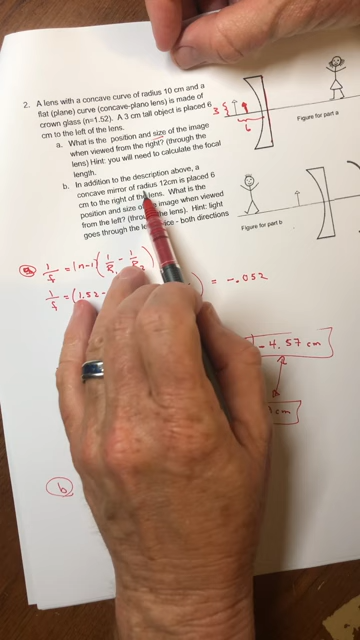 2. A lens with a concave curve of radius 10 cm and a
flat (plane) curve (concave-plano lens) is made of
crown glass (n=1.52). A 3 cm tall object is placed 6
cm to the left of the lens.
a. What is the position and size of the image
when viewed from the right? (through the
lens) Hint: you will need to calculate the focal
length.
b. In addition to the description above, a
concave mirror of radius 12cm is placed 6
cm to the right of the lens. What is the
position and size of image when viewed
from the left? (through the lens). Hint: light
goes through the lens - both directions
3
6
Figure for part a
Figure for part b
a 1/f = (n-1)(1/R1 - 1/R2)
1/f = (1.52- = -.052
-4.57 cm
cm
b